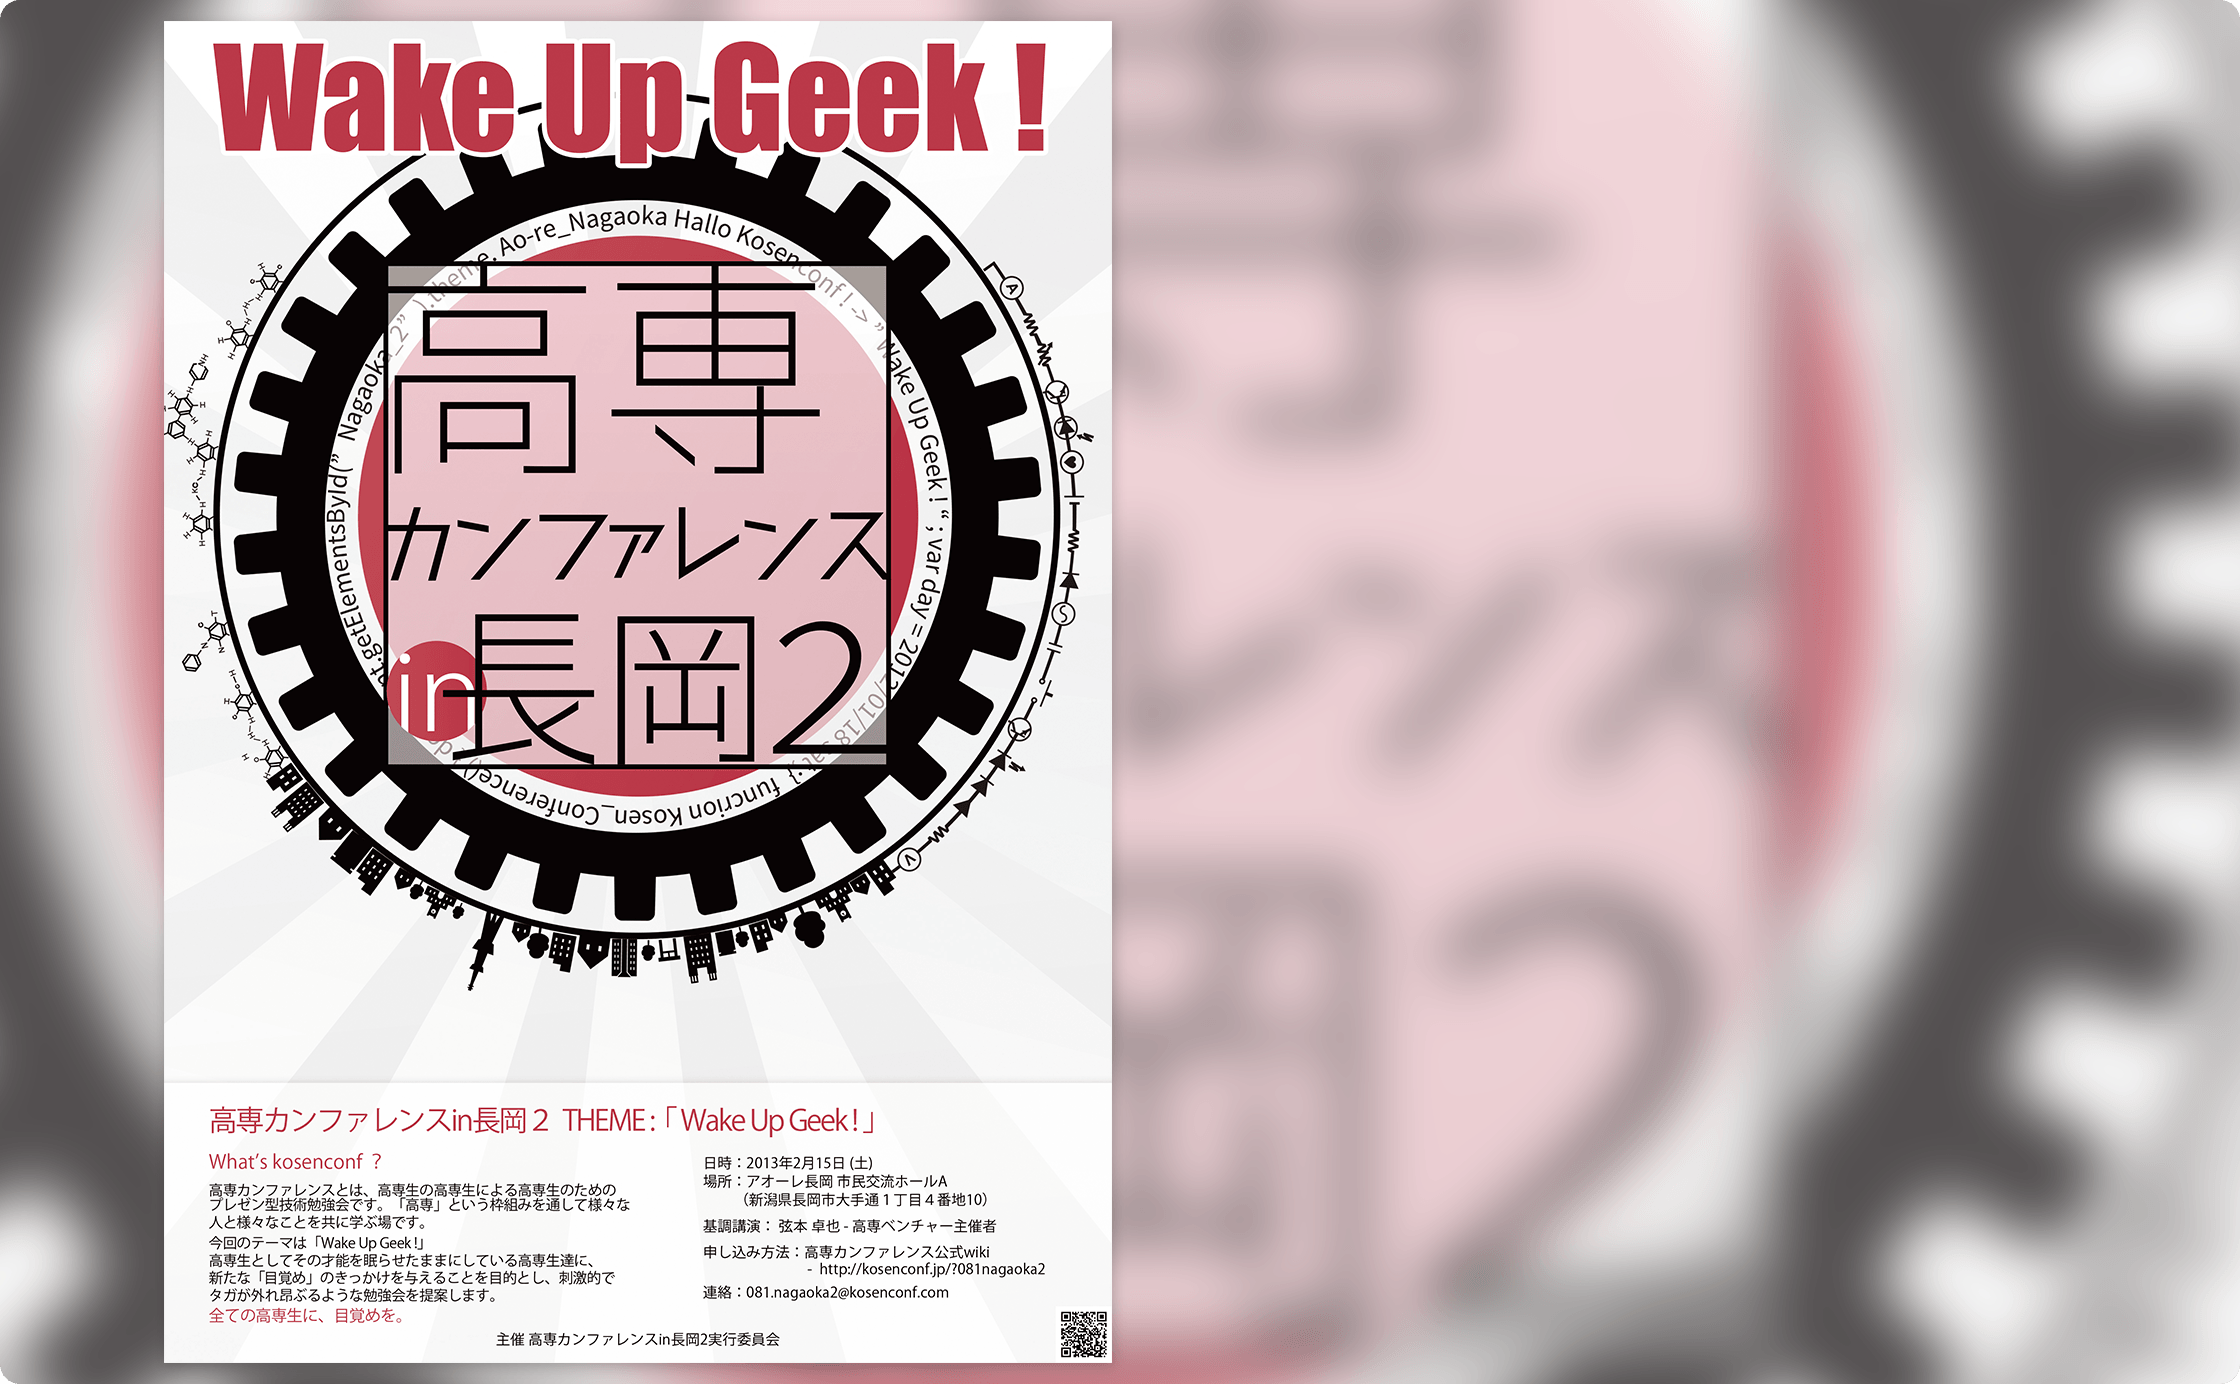 Wake Up Geek !
nt.getElementsById(” Nagaoka_2” ).theme. Ao-re_Nagaoka Hallo Kosenconf ! -> ” Wake Up Geek ! “ ; var day = 2012/01/18
funcrion Kosen_Conference()
高専
カンファレンス
in長岡2
A
V
高専カンファレンスin長岡２ THEME :「 Wake Up Geek ! 」
What’s kosenconf ？
高専カンファレンスとは、高専生の高専生による高専生のための
プレゼン型技術勉強会です。「高専」という枠組みを通して様々な
人と様々なことを共に学ぶ場です。
今回のテーマは「Wake Up Geek !」
高専生としてその才能を眠らせたままにしている高専生達に、
新たな「目覚め」のきっかけを与えることを目的とし、刺激的で
タガが外れ昂ぶるような勉強会を提案します。
全ての高専生に、目覚めを。
日時：2013年2月15日 (土)
場所：アオーレ長岡 市民交流ホールA
（新潟県長岡市大手通１丁目４番地10）
基調講演： 弦本 卓也 - 高専ベンチャー主催者
申し込み方法：高専カンファレンス公式wiki
- http://kosenconf.jp/?081nagaoka2
連絡：081.nagaoka2@kosenconf.com
主催 高専カンファレンスin長岡2実行委員会